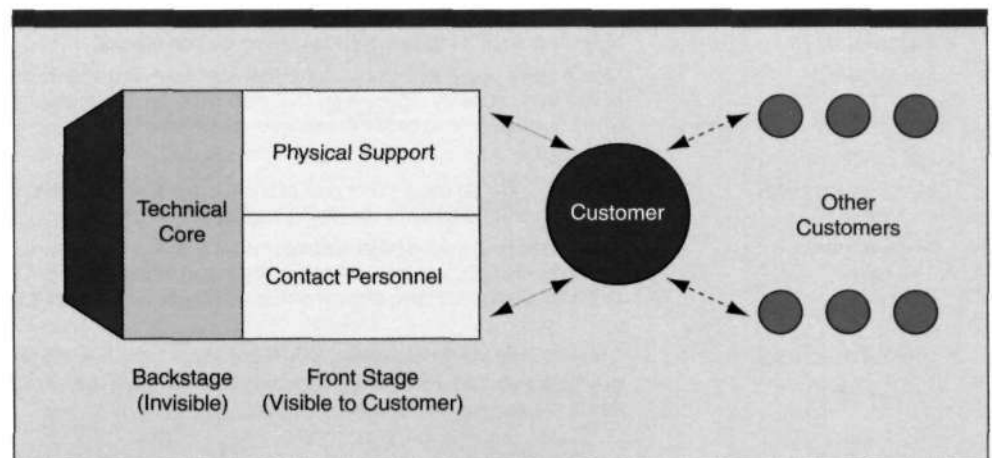 Physical Support
Technical
Core
Contact Personnel
Customer
Other
Customers
Backstage
(Invisible)
Front Stage
(Visible to Customer)